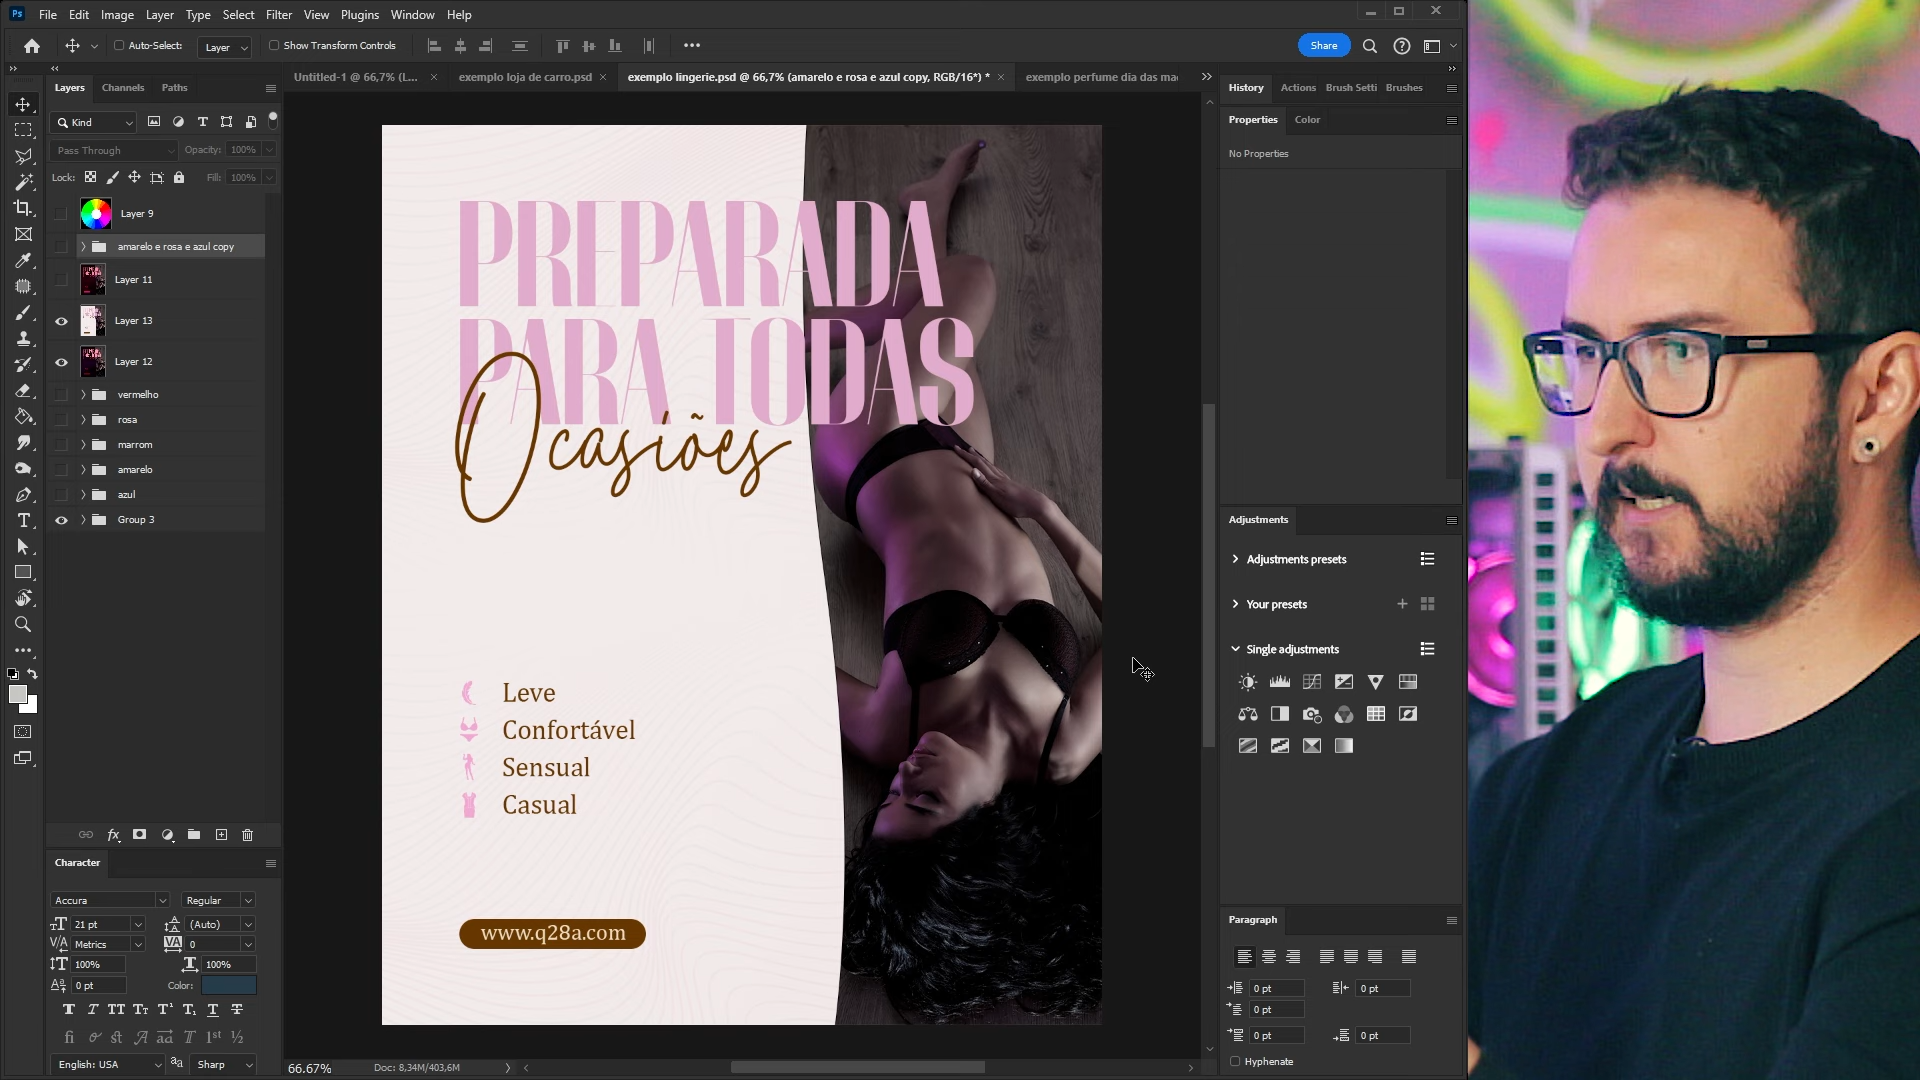 Ps File Edit Image Layer Type Select Filter View Plugins Window Help
Auto-Select: Layer Show Transform Controls Share
Untitled-1 @ 66,7% (L... exemplo loja de carro.psd exemplo lingerie.psd @ 66,7% (amarelo e rosa e azul copy, RGB/16*) * exemplo perfume dia das mae
Layers Channels Paths
Kind
Pass Through Opacity: 100%
Lock: Fill: 100%
Layer 9
amarelo e rosa e azul copy
Layer 11
Layer 13
Layer 12
vermelho
rosa
marrom
amarelo
azul
Group 3
Character
Accura Regular
21 pt (Auto)
Metrics 0
100% 100%
0 pt Color:
English: USA Sharp
PREPARADA
PARA TODAS
Ocasiões
Leve
Confortável
Sensual
Casual
www.q28a.com
66.67% Doc: 8,34M/403,6M
History Actions Brush Setti Brushes
Properties Color
No Properties
Adjustments
Adjustments presets
Your presets
Single adjustments
Paragraph
0 pt 0 pt
0 pt
0 pt 0 pt
Hyphenate